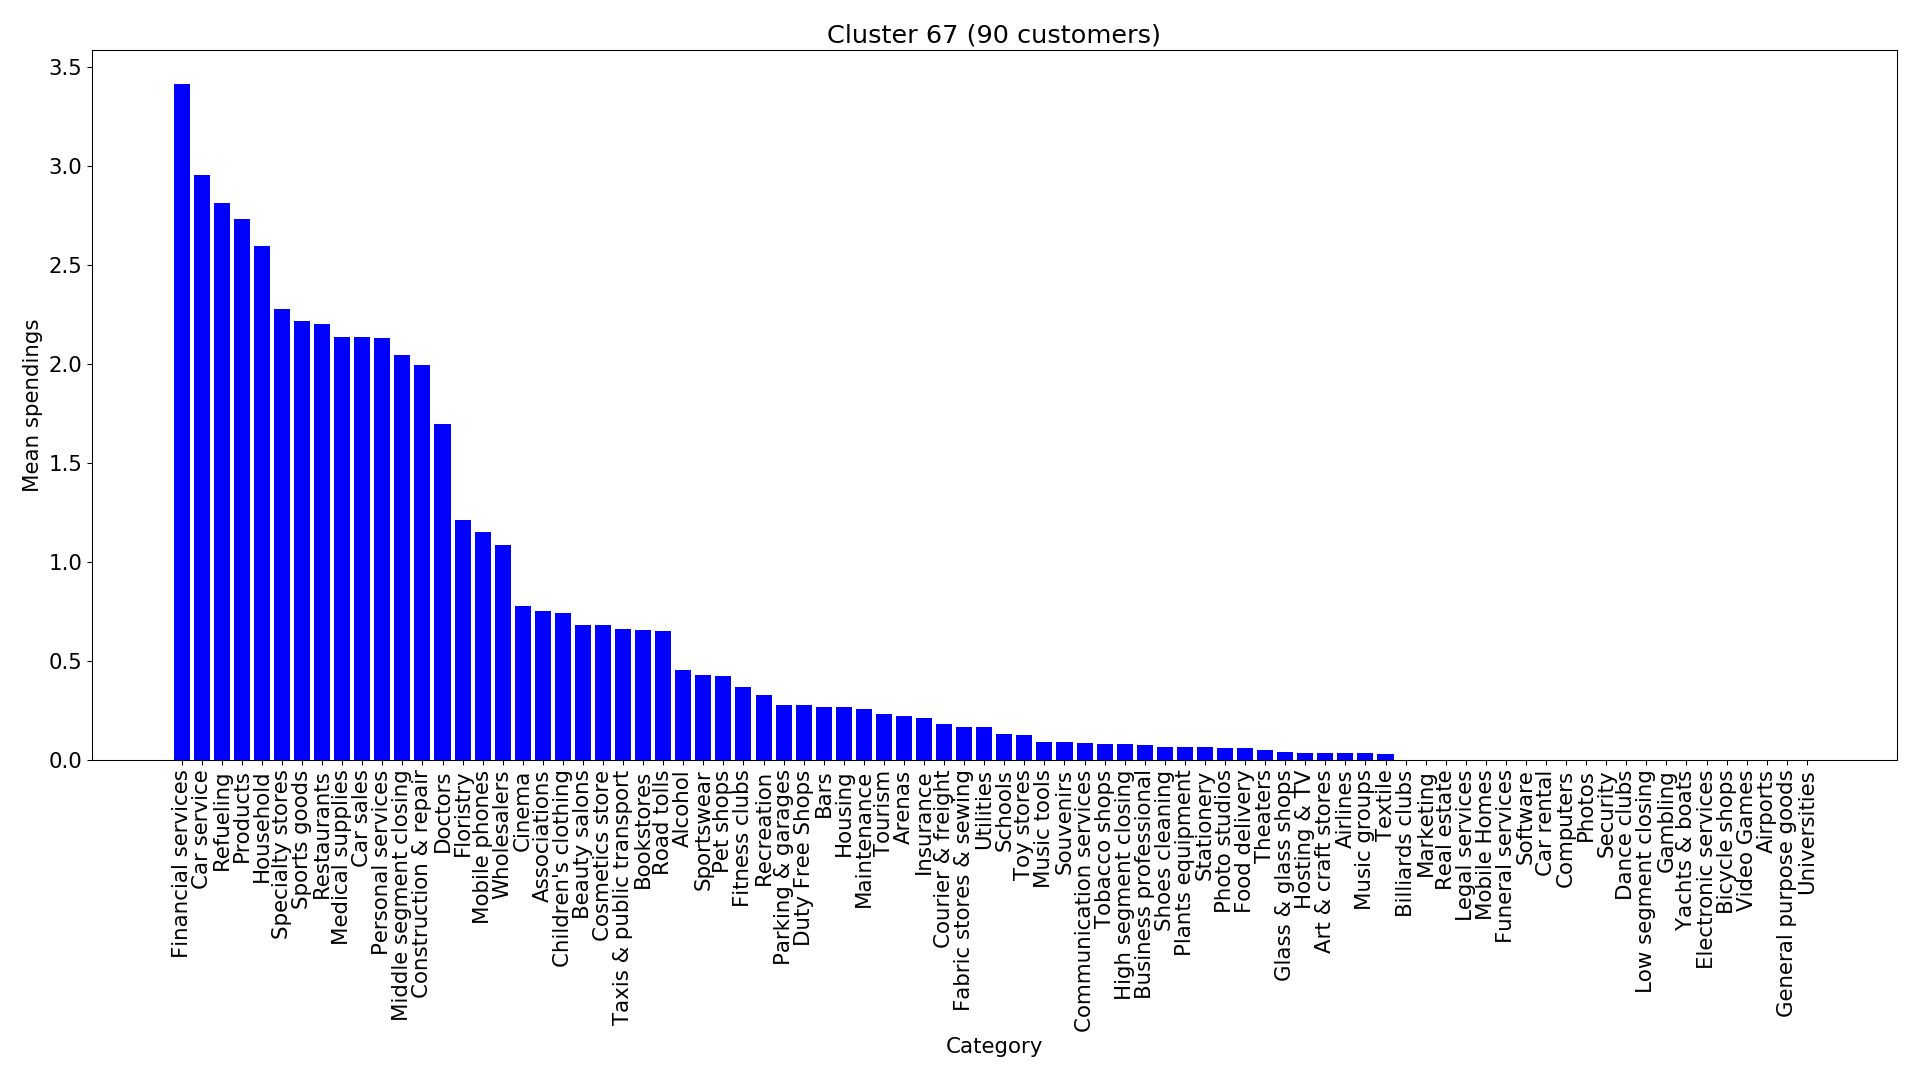 Cluster 67 (90 customers)
Mean spendings
3.5
3.0
2.5
2.0
1.5
1.0
0.5
0.0
Financial services
Car service
Refueling
Products
Household
Specialty stores
Sports goods
Restaurants
Medical supplies
Car sales
Personal services
Middle segment closing
Construction & repair
Doctors
Floristry
Mobile phones
Wholesalers
Cinema
Associations
Children's clothing
Beauty salons
Cosmetics store
Taxis & public transport
Bookstores
Road tolls
Alcohol
Sportswear
Pet shops
Fitness clubs
Recreation
Parking & garages
Duty Free Shops
Bars
Housing
Maintenance
Tourism
Arenas
Insurance
Courier & freight
Fabric stores & sewing
Utilities
Schools
Toy stores
Music tools
Souvenirs
Communication services
Tobacco shops
High segment closing
Business professional
Shoes cleaning
Plants equipment
Stationery
Photo studios
Food delivery
Theaters
Glass & glass shops
Hosting & TV
Art & craft stores
Airlines
Music groups
Textile
Billiards clubs
Marketing
Real estate
Legal services
Mobile Homes
Funeral services
Software
Car rental
Computers
Photos
Security
Dance clubs
Low segment closing
Gambling
Yachts & boats
Electronic services
Bicycle shops
Video Games
Airports
General purpose goods
Universities
Category